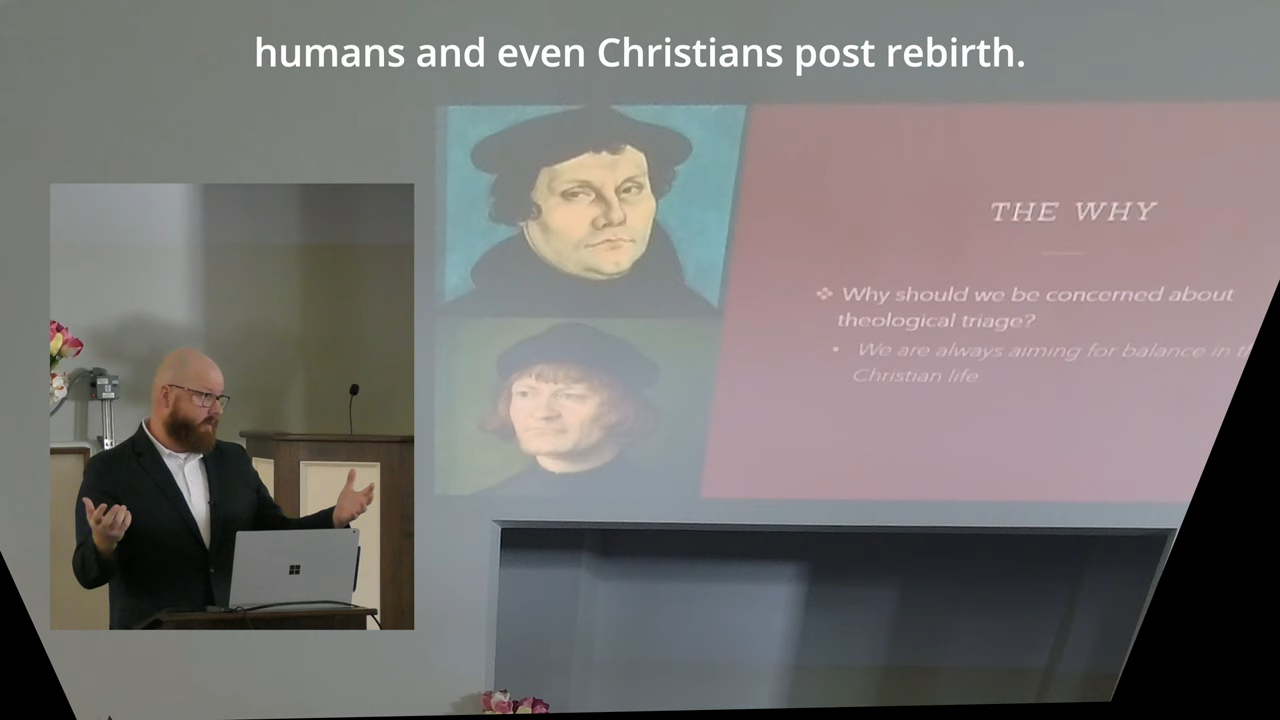 humans and even Christians post rebirth.
THE WHY
❖ Why should we be concerned about
theological triage?
• We are always aiming for balance in
Christian life